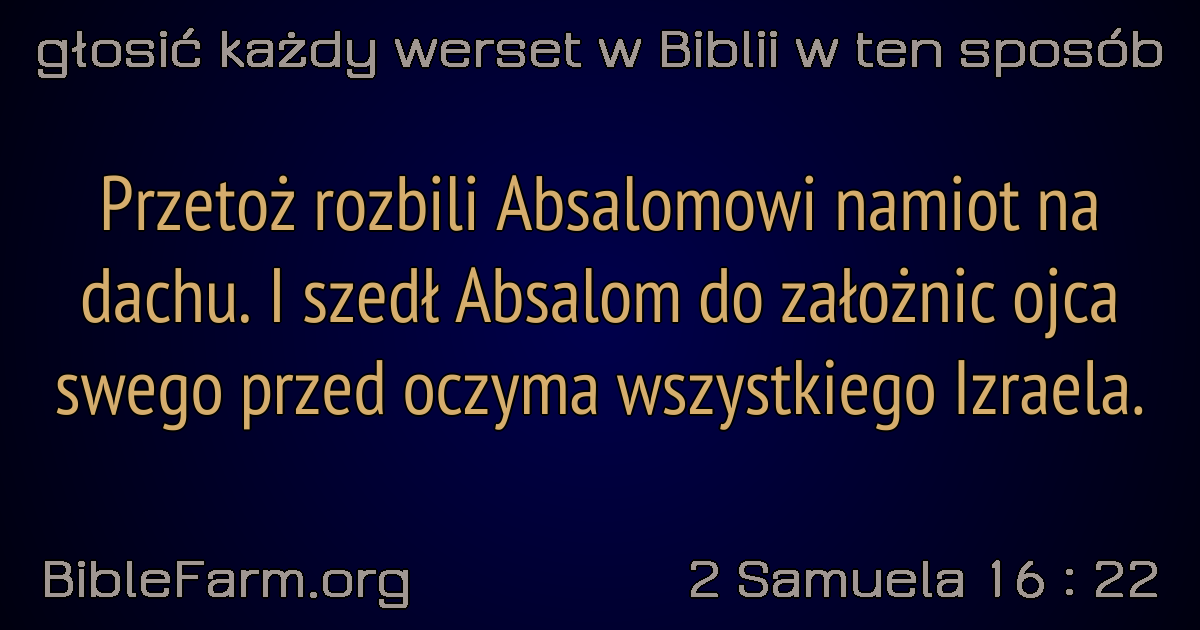 głosić każdy werset w Biblii w ten sposób
Przetoż rozbili Absalomowi namiot na
dachu. I szedł Absalom do założnic ojca
swego przed oczyma wszystkiego Izraela.
BibleFarm.org
2 Samuela 16 : 22